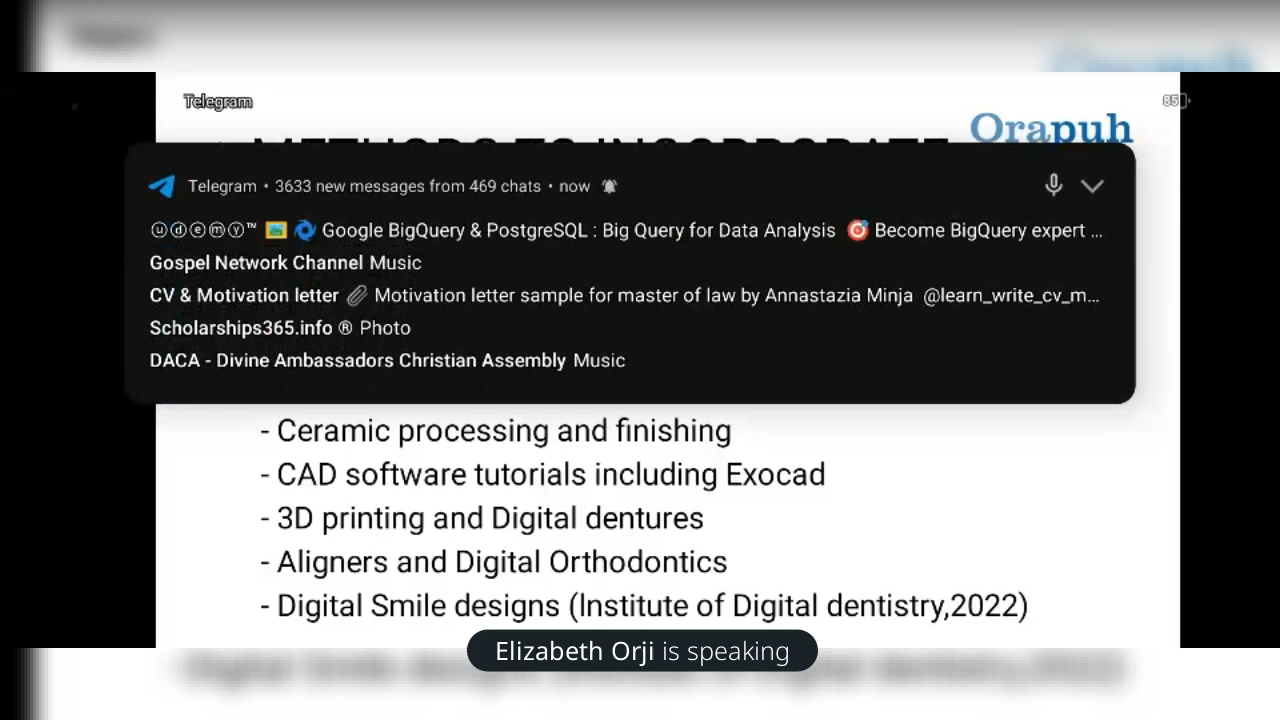 Telegram
85
Orapuh
METHODS TO INCORPORATE
Telegram • 3633 new messages from 469 chats • now
ⓤⓓⓔⓜⓨ™ 🖼 🌀 Google BigQuery & PostgreSQL : Big Query for Data Analysis 🎯 Become BigQuery expert ...
Gospel Network Channel Music
CV & Motivation letter 📎 Motivation letter sample for master of law by Annastazia Minja @learn_write_cv_m...
Scholarships365.info ® Photo
DACA - Divine Ambassadors Christian Assembly Music
- Ceramic processing and finishing
- CAD software tutorials including Exocad
- 3D printing and Digital dentures
- Aligners and Digital Orthodontics
- Digital Smile designs (Institute of Digital dentistry,2022)
Elizabeth Orji is speaking